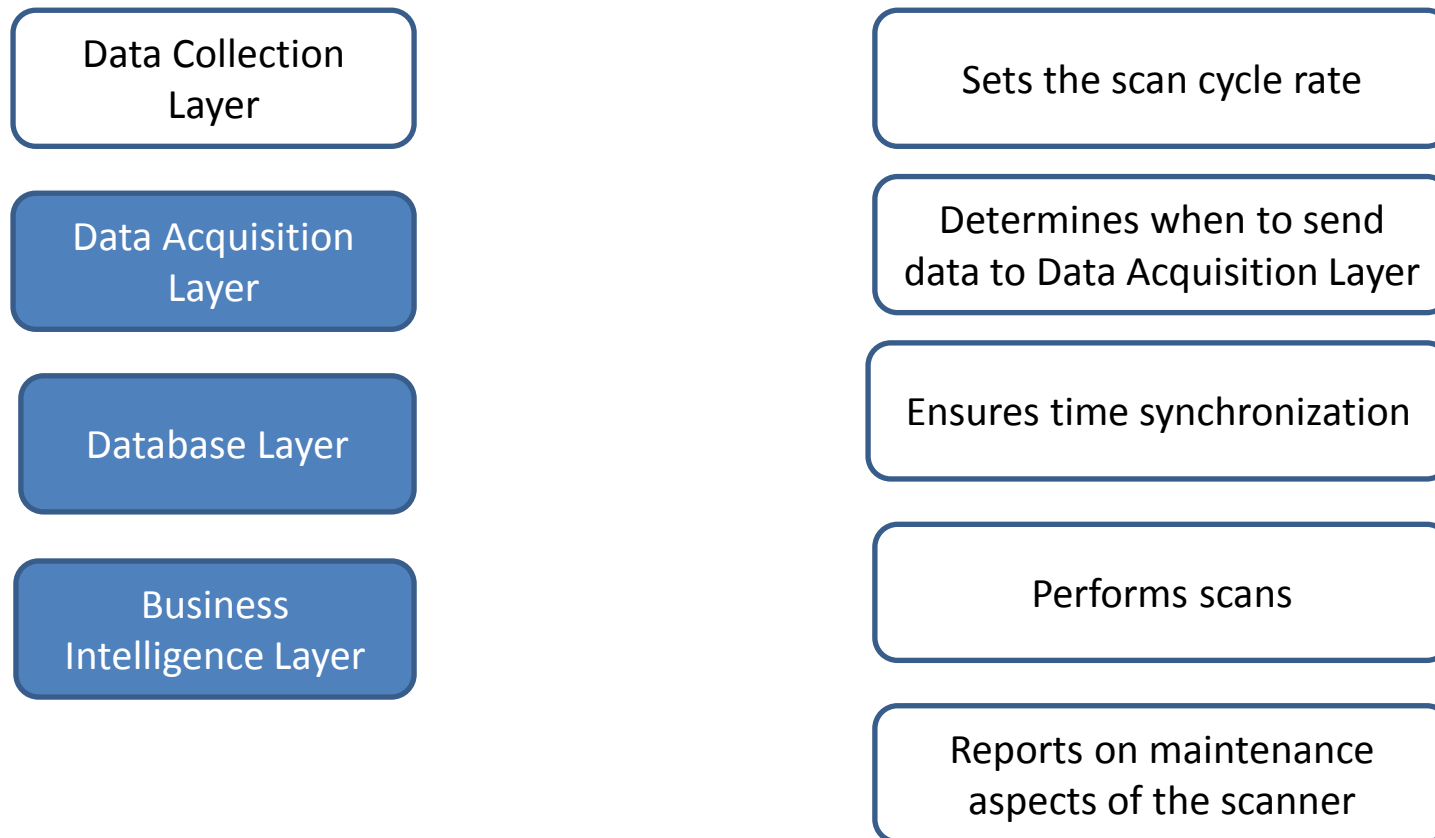 Data Collection
Layer
Data Acquisition
Layer
Database Layer
Business
Intelligence Layer
Sets the scan cycle rate
Determines when to send
data to Data Acquisition Layer
Ensures time synchronization
Performs scans
Reports on maintenance
aspects of the scanner